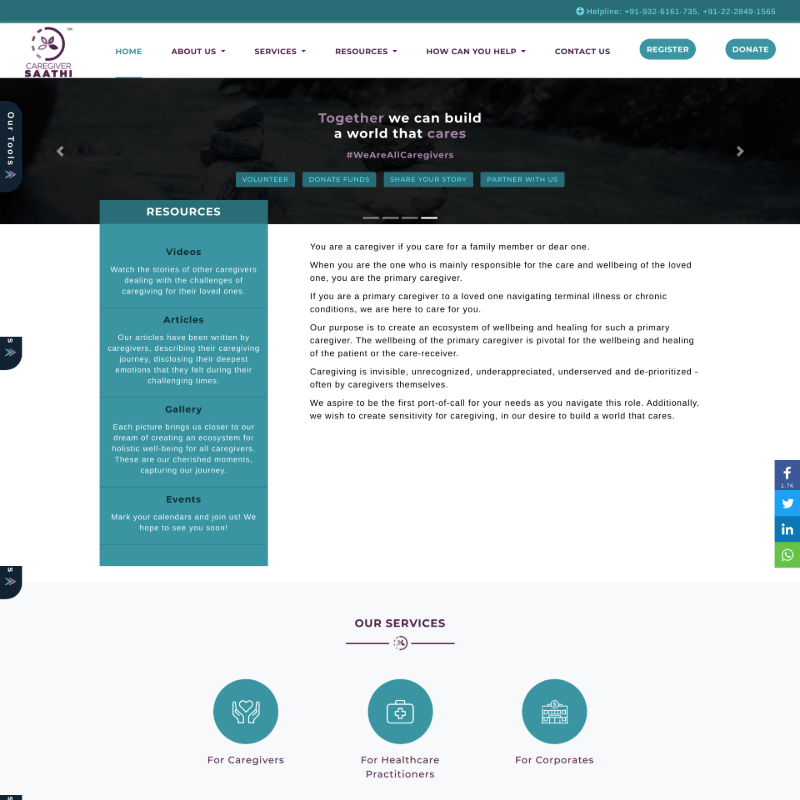 Helpline: +91-932-6161-735, +91-22-2849-1565
CAREGIVER
SAATHI
TM
HOME
ABOUT US
SERVICES
RESOURCES
HOW CAN YOU HELP
CONTACT US
REGISTER
DONATE
Our Tools
Together we can build
a world that cares
#WeAreAllCaregivers
VOLUNTEER
DONATE FUNDS
SHARE YOUR STORY
PARTNER WITH US
RESOURCES
Videos
Watch the stories of other caregivers
dealing with the challenges of
caregiving for their loved ones.
Articles
Our articles have been written by
caregivers, describing their caregiving
journey, disclosing their deepest
emotions that they felt during their
challenging times.
Gallery
Each picture brings us closer to our
dream of creating an ecosystem for
holistic well-being for all caregivers.
These are our cherished moments,
capturing our journey.
Events
Mark your calendars and join us! We
hope to see you soon!
You are a caregiver if you care for a family member or dear one.
When you are the one who is mainly responsible for the care and wellbeing of the loved
one, you are the primary caregiver.
If you are a primary caregiver to a loved one navigating terminal illness or chronic
conditions, we are here to care for you.
Our purpose is to create an ecosystem of wellbeing and healing for such a primary
caregiver. The wellbeing of the primary caregiver is pivotal for the wellbeing and healing
of the patient or the care-receiver.
Caregiving is invisible, unrecognized, underappreciated, underserved and de-prioritized -
often by caregivers themselves.
We aspire to be the first port-of-call for your needs as you navigate this role. Additionally,
we wish to create sensitivity for caregiving, in our desire to build a world that cares.
s
s
s
1.7K
OUR SERVICES
For Caregivers
For Healthcare
Practitioners
For Corporates